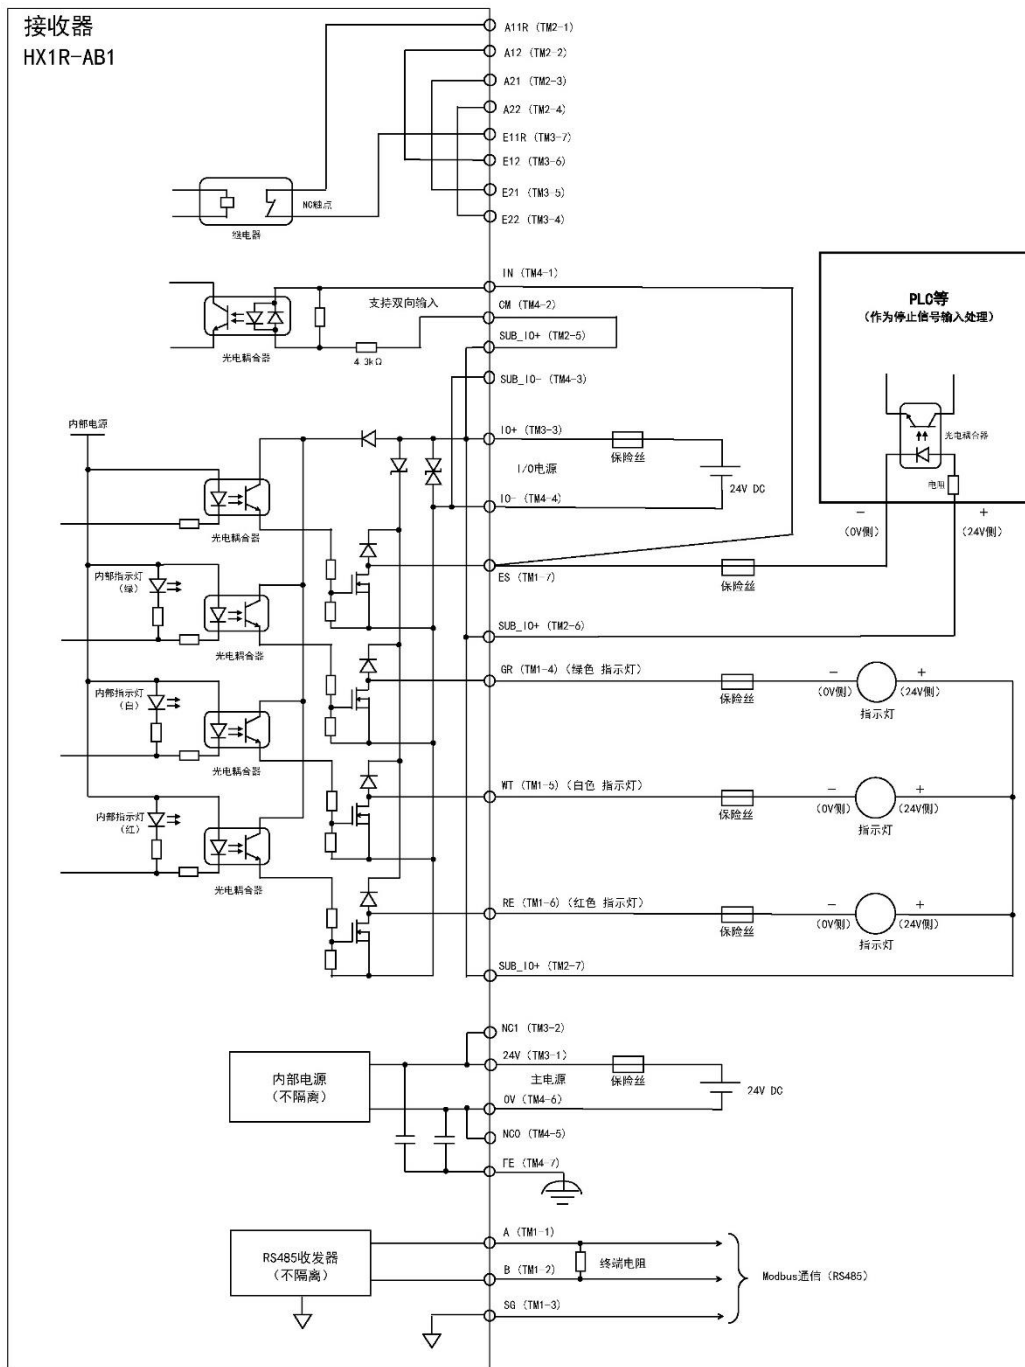 接收器
HX1R-AB1
A11R (TM2-1)
A12 (TM2-2)
A21 (TM2-3)
A22 (TM2-4)
E11R (TM3-7)
E12 (TM3-6)
E21 (TM3-5)
E22 (TM3-4)
NC触点
继电器
IN (TM4-1)
支持双向输入
CM (TM4-2)
SUB_IO+ (TM2-5)
光电耦合器
4.3kΩ
SUB_IO- (TM4-3)
PLC等
(作为停止信号输入处理)
光电耦合器
电阻
−
+
(0V侧)
(24V侧)
内部电源
IO+ (TM3-3)
保险丝
I/O电源
24V DC
IO- (TM4-4)
光电耦合器
ES (TM1-7)
保险丝
内部指示灯
(绿)
光电耦合器
SUB_IO+ (TM2-6)
GR (TM1-4) (绿色 指示灯)
保险丝
−
+
(0V侧)
(24V侧)
指示灯
内部指示灯
(白)
光电耦合器
WT (TM1-5) (白色 指示灯)
保险丝
−
+
(0V侧)
(24V侧)
指示灯
内部指示灯
(红)
光电耦合器
RE (TM1-6) (红色 指示灯)
保险丝
−
+
(0V侧)
(24V侧)
指示灯
SUB_IO+ (TM2-7)
NC1 (TM3-2)
24V (TM3-1)
内部电源
(不隔离)
主电源
保险丝
24V DC
0V (TM4-6)
NC0 (TM4-5)
FE (TM4-7)
A (TM1-1)
RS485收发器
(不隔离)
终端电阻
B (TM1-2)
Modbus通信 (RS485)
SG (TM1-3)